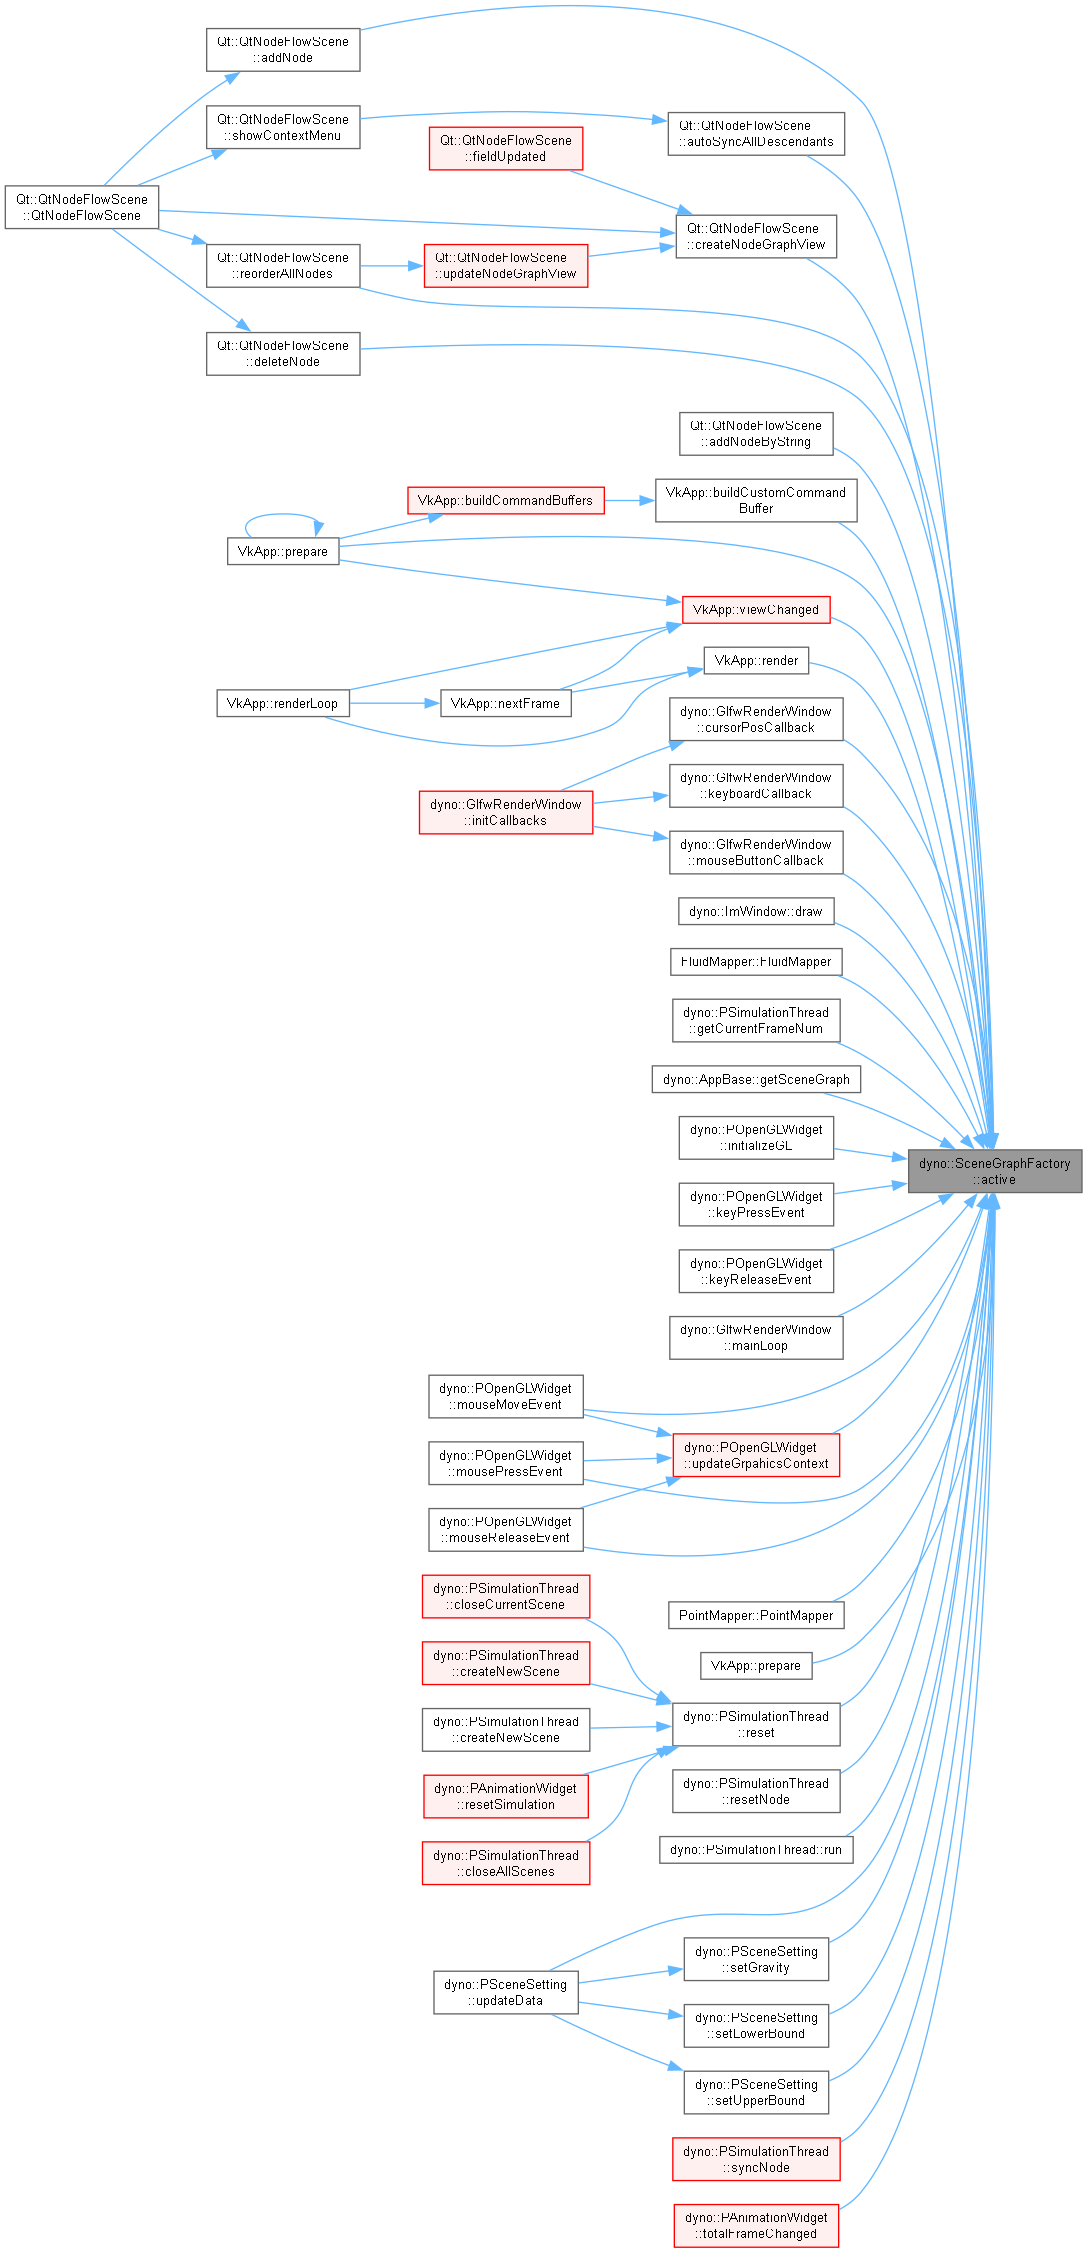 Qt::QtNodeFlowScene
::addNode
Qt::QtNodeFlowScene
::showContextMenu
Qt::QtNodeFlowScene
::autoSyncAllDescendants
Qt::QtNodeFlowScene
::fieldUpdated
Qt::QtNodeFlowScene
::QtNodeFlowScene
Qt::QtNodeFlowScene
::createNodeGraphView
Qt::QtNodeFlowScene
::reorderAllNodes
Qt::QtNodeFlowScene
::updateNodeGraphView
Qt::QtNodeFlowScene
::deleteNode
Qt::QtNodeFlowScene
::addNodeByString
VkApp::buildCommandBuffers
VkApp::buildCustomCommand
Buffer
VkApp::prepare
VkApp::viewChanged
VkApp::render
VkApp::renderLoop
VkApp::nextFrame
dyno::GlfwRenderWindow
::cursorPosCallback
dyno::GlfwRenderWindow
::keyboardCallback
dyno::GlfwRenderWindow
::initCallbacks
dyno::GlfwRenderWindow
::mouseButtonCallback
dyno::ImWindow::draw
FluidMapper::FluidMapper
dyno::PSimulationThread
::getCurrentFrameNum
dyno::AppBase::getSceneGraph
dyno::POpenGLWidget
::initializeGL
dyno::SceneGraphFactory
::active
dyno::POpenGLWidget
::keyPressEvent
dyno::POpenGLWidget
::keyReleaseEvent
dyno::GlfwRenderWindow
::mainLoop
dyno::POpenGLWidget
::mouseMoveEvent
dyno::POpenGLWidget
::mousePressEvent
dyno::POpenGLWidget
::updateGrpahicsContext
dyno::POpenGLWidget
::mouseReleaseEvent
dyno::PSimulationThread
::closeCurrentScene
PointMapper::PointMapper
dyno::PSimulationThread
::createNewScene
VkApp::prepare
dyno::PSimulationThread
::createNewScene
dyno::PSimulationThread
::reset
dyno::PAnimationWidget
::resetSimulation
dyno::PSimulationThread
::resetNode
dyno::PSimulationThread
::closeAllScenes
dyno::PSimulationThread::run
dyno::PSceneSetting
::setGravity
dyno::PSceneSetting
::updateData
dyno::PSceneSetting
::setLowerBound
dyno::PSceneSetting
::setUpperBound
dyno::PSimulationThread
::syncNode
dyno::PAnimationWidget
::totalFrameChanged